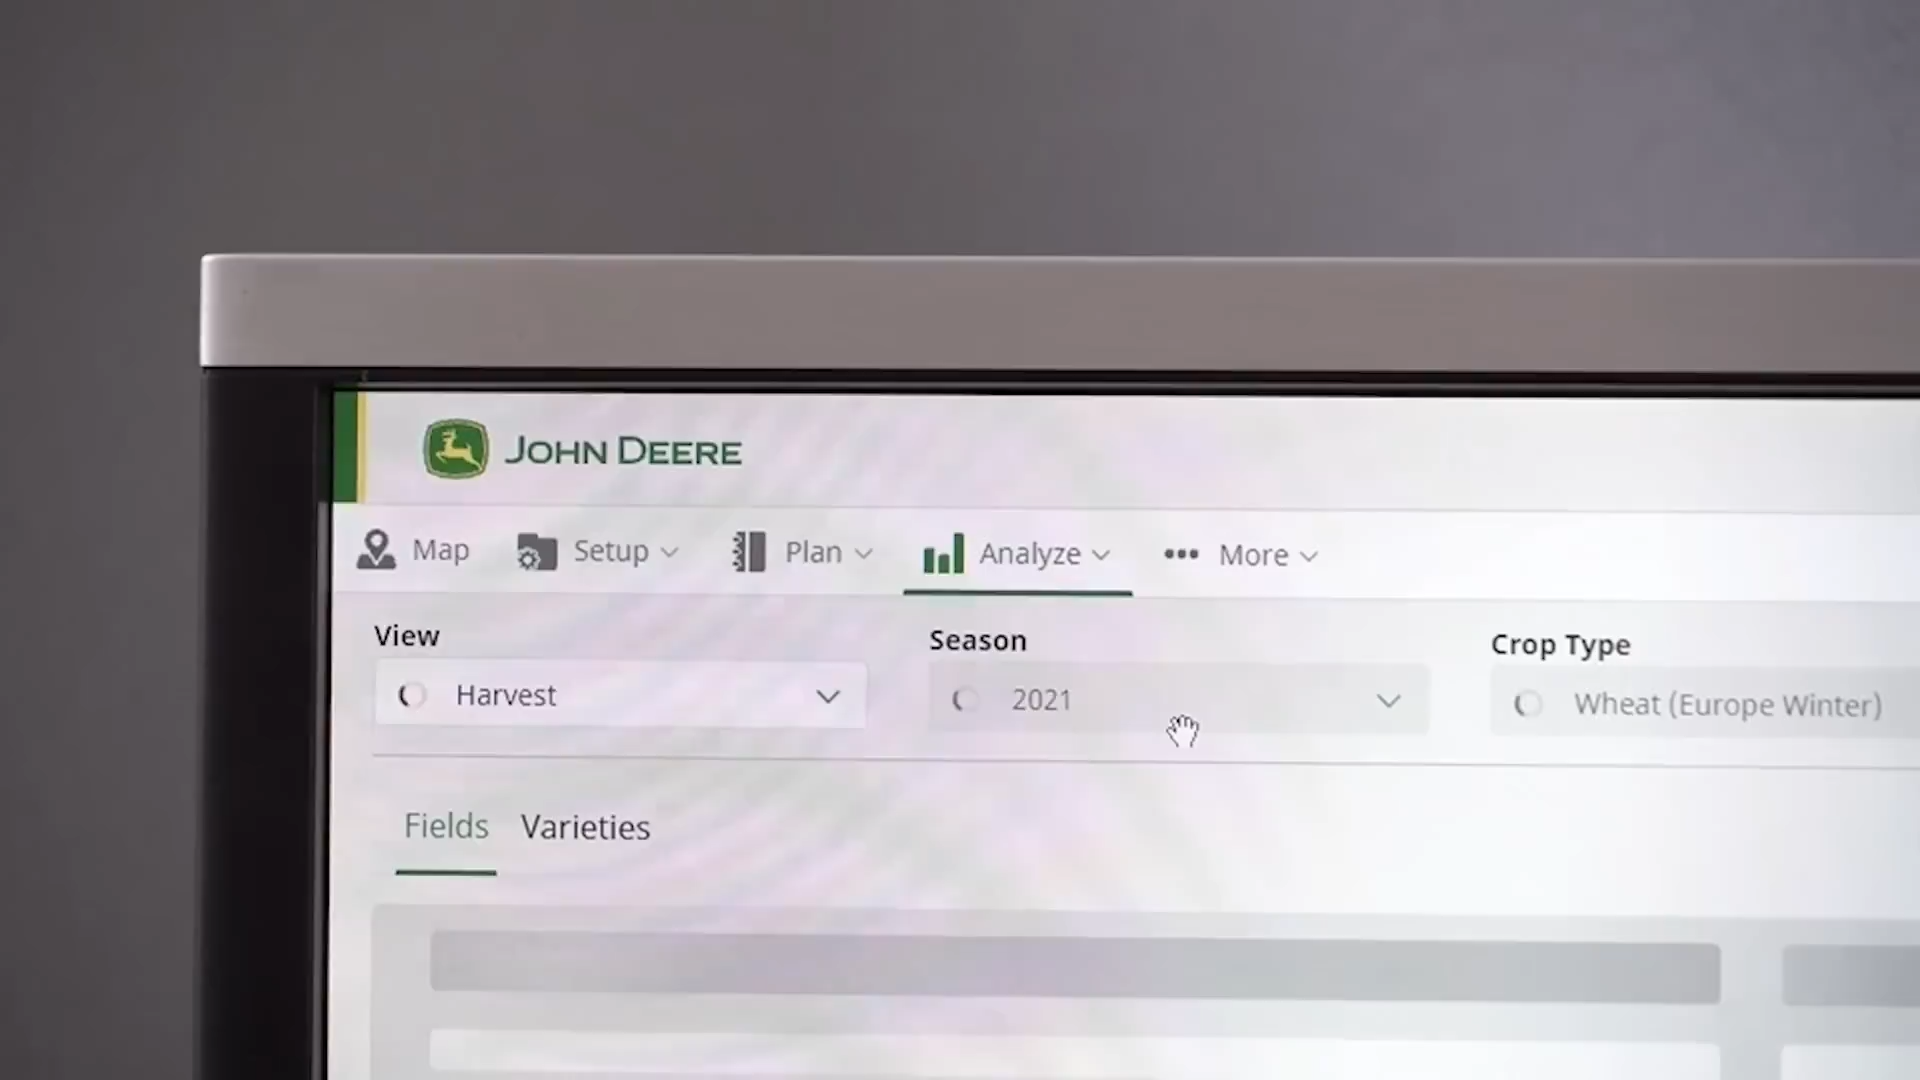 JOHN DEERE
Map Setup Plan Analyze More
View Season Crop Type
Harvest 2021 Wheat (Europe Winter)
Fields Varieties